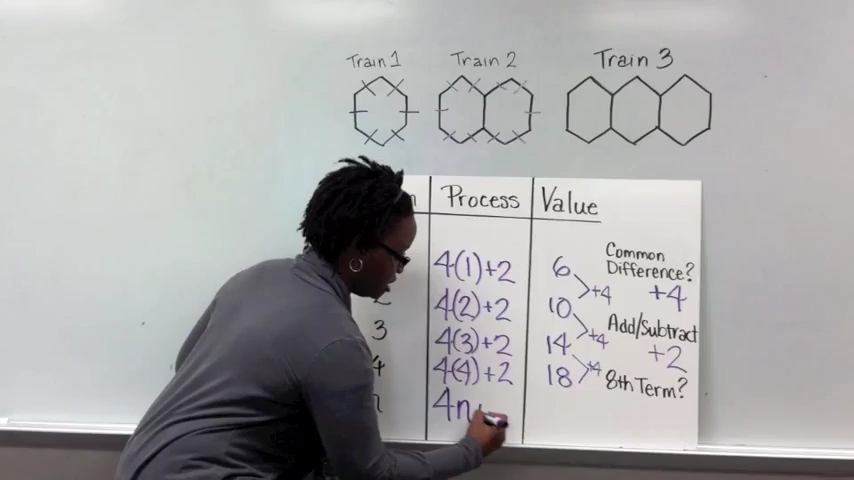 Train 1 Train 2 Train 3
Process Value
4(1)+2 6 Common Difference?
+4 +4
2 4(2)+2 10 Add/Subtract
3 4(3)+2 14 +4 +2
4 4(4)+2 18 +4 8th Term?
4n